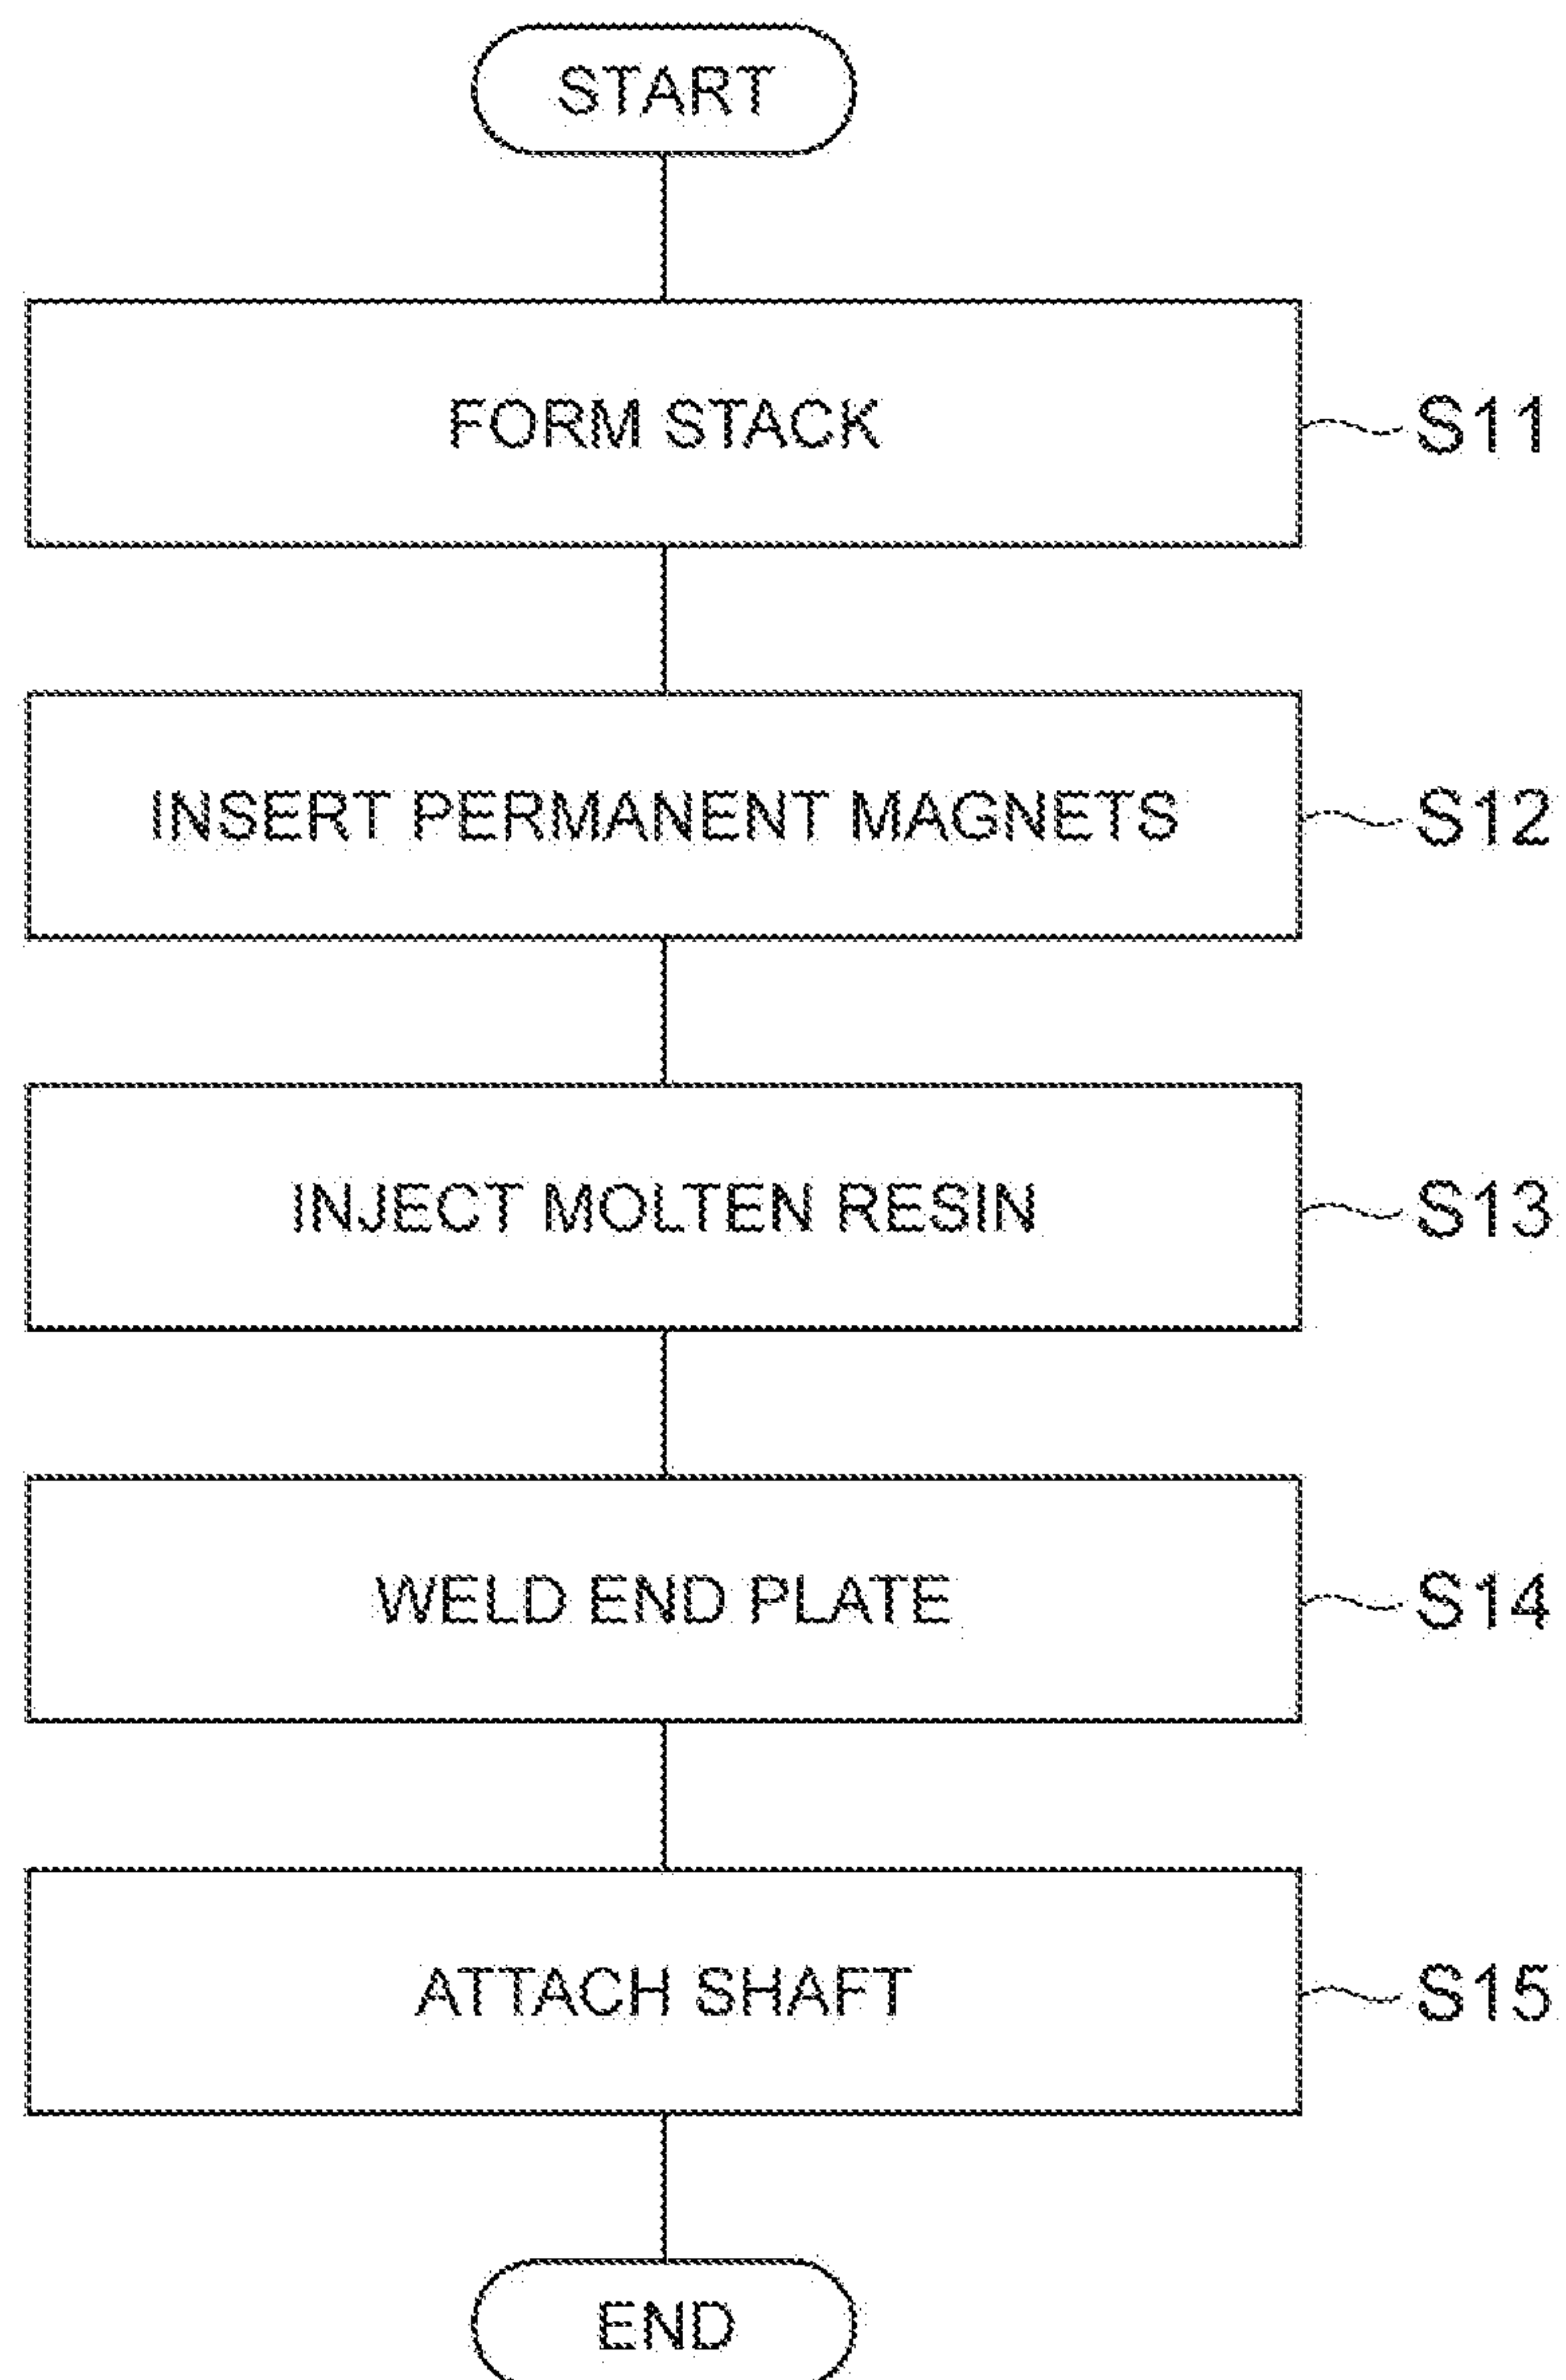 START
FORM STACK
S11
INSERT PERMANENT MAGNETS
S12
INJECT MOLTEN RESIN
S13
WELD END PLATE
S14
ATTACH SHAFT
S15
END